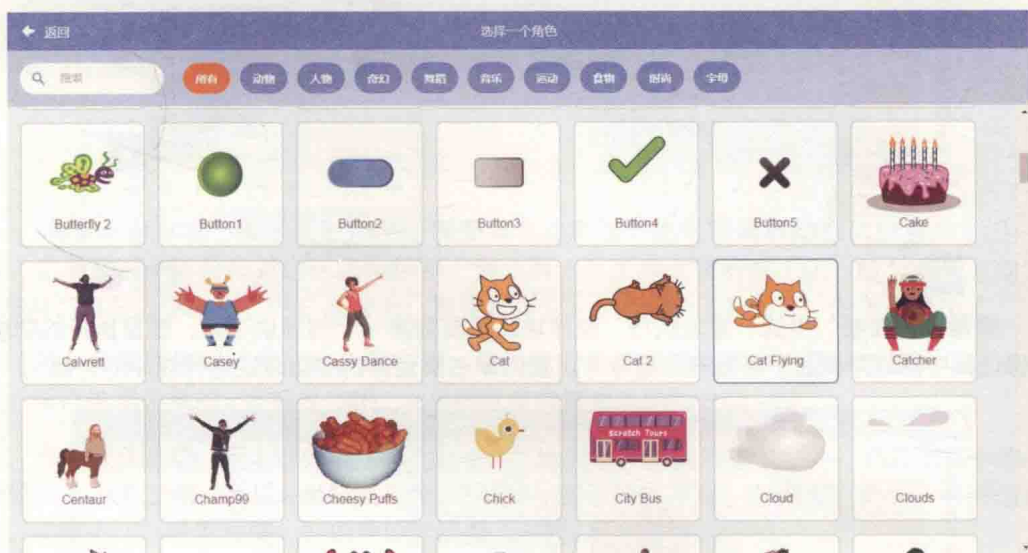 返回
选择一个角色
搜索
所有 动物 人物 奇幻 舞蹈 音乐 运动 食物 时尚 字母
Butterfly 2 Button1 Button2 Button3 Button4 Button5 Cake
Calvrett Casey Cassy Dance Cat Cat 2 Cat Flying Catcher
Scratch Tours
Centaur Champ99 Cheesy Puffs Chick City Bus Cloud Clouds